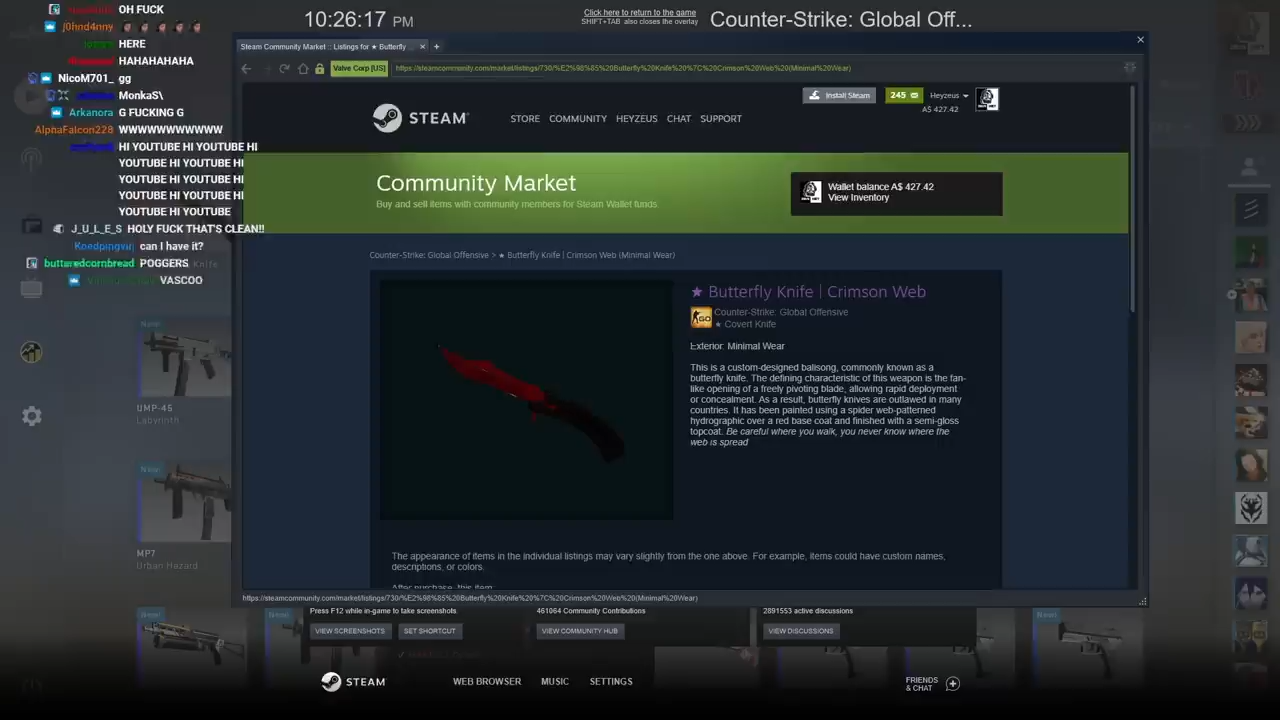 OH FUCK
j0hnd4nny
HERE
HAHAHAHAHA
NicoM701_ gg
MonkaS\
Arkanora G FUCKING G
AlphaFalcon228 WWWWWWWWWWW
HI YOUTUBE HI YOUTUBE HI
YOUTUBE HI YOUTUBE HI
YOUTUBE HI YOUTUBE HI
YOUTUBE HI YOUTUBE HI
YOUTUBE HI YOUTUBE
J_U_L_E_S HOLY FUCK THAT'S CLEAN!!
Koedpingvuj can I have it?
butteredcornbread POGGERS
VASCOO
Knife
10:26:17 PM
Click here to return to the game
SHIFT+TAB also closes the overlay
Counter-Strike: Global Off...
Steam Community Market :: Listings for ★ Butterfly ...
Valve Corp [US]
https://steamcommunity.com/market/listings/730/%E2%98%85%20Butterfly%20Knife%20%7C%20Crimson%20Web%20(Minimal%20Wear)
STEAM
STORE COMMUNITY HEYZEUS CHAT SUPPORT
Install Steam
245
Heyzeus
A$ 427.42
Community Market
Buy and sell items with community members for Steam Wallet funds.
Wallet balance A$ 427.42
View Inventory
Counter-Strike: Global Offensive > ★ Butterfly Knife | Crimson Web (Minimal Wear)
★ Butterfly Knife | Crimson Web
Counter-Strike: Global Offensive
★ Covert Knife
Exterior: Minimal Wear
This is a custom-designed balisong, commonly known as a
butterfly knife. The defining characteristic of this weapon is the fan-
like opening of a freely pivoting blade, allowing rapid deployment
or concealment. As a result, butterfly knives are outlawed in many
countries. It has been painted using a spider web-patterned
hydrographic over a red base coat and finished with a semi-gloss
topcoat. Be careful where you walk, you never know where the
web is spread
The appearance of items in the individual listings may vary slightly from the one above. For example, items could have custom names,
descriptions, or colors.
After purchase, this item:
https://steamcommunity.com/market/listings/730/%E2%98%85%20Butterfly%20Knife%20%7C%20Crimson%20Web%20(Minimal%20Wear)
New!
UMP-45
Labyrinth
New!
MP7
Urban Hazard
New!
New!
New!
Press F12 while in-game to take screenshots
VIEW SCREENSHOTS
SET SHORTCUT
461064 Community Contributions
VIEW COMMUNITY HUB
2891553 active discussions
VIEW DISCUSSIONS
STEAM
WEB BROWSER
MUSIC
SETTINGS
FRIENDS
& CHAT